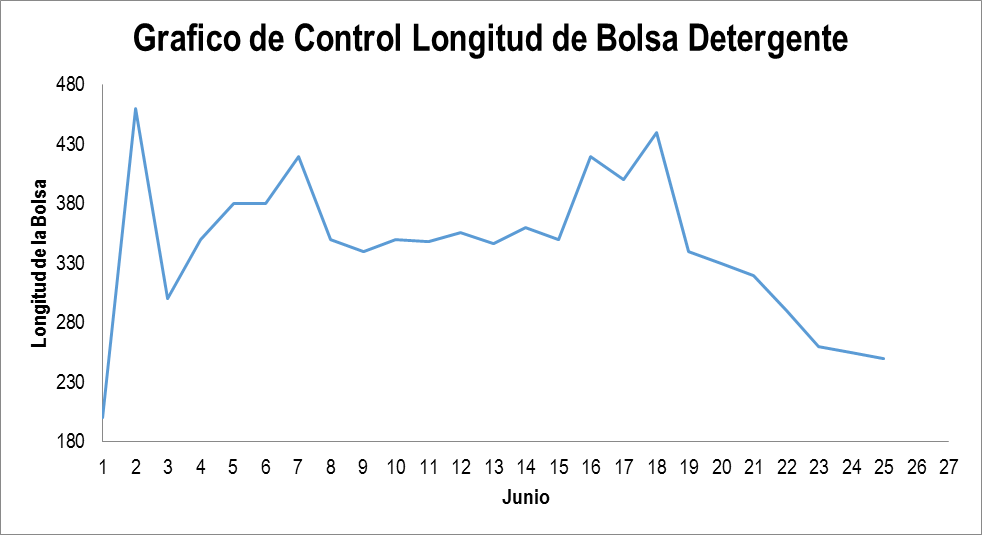 Grafico de Control Longitud de Bolsa Detergente
480
430
380
330
280
230
180
Longitud de la Bolsa
1 2 3 4 5 6 7 8 9 10 11 12 13 14 15 16 17 18 19 20 21 22 23 24 25 26 27
Junio